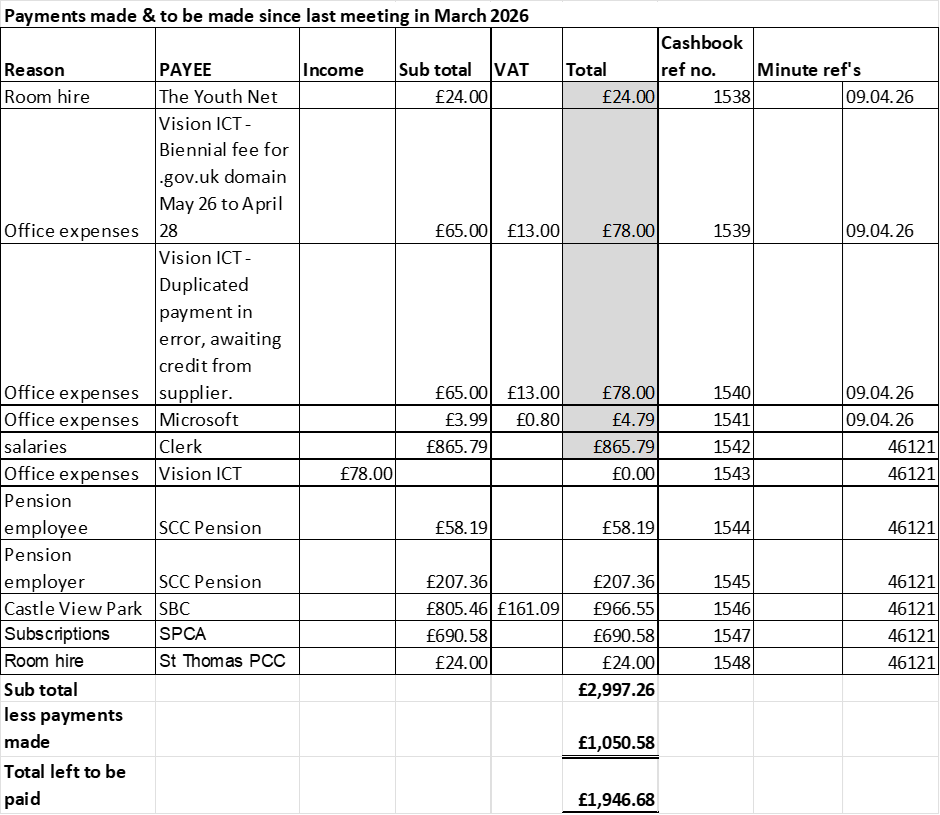 Payments made & to be made since last meeting in March 2026
Cashbook
Reason PAYEE Income Sub total VAT Total ref no. Minute ref's
Room hire The Youth Net £24.00 £24.00 1538 09.04.26
Vision ICT -
Biennial fee for
.gov.uk domain
May 26 to April
Office expenses 28 £65.00 £13.00 £78.00 1539 09.04.26
Vision ICT -
Duplicated
payment in
error, awaiting
credit from
Office expenses supplier. £65.00 £13.00 £78.00 1540 09.04.26
Office expenses Microsoft £3.99 £0.80 £4.79 1541 09.04.26
salaries Clerk £865.79 £865.79 1542 46121
Office expenses Vision ICT £78.00 £0.00 1543 46121
Pension
employee SCC Pension £58.19 £58.19 1544 46121
Pension
employer SCC Pension £207.36 £207.36 1545 46121
Castle View Park SBC £805.46 £161.09 £966.55 1546 46121
Subscriptions SPCA £690.58 £690.58 1547 46121
Room hire St Thomas PCC £24.00 £24.00 1548 46121
Sub total £2,997.26
less payments
made £1,050.58
Total left to be
paid £1,946.68